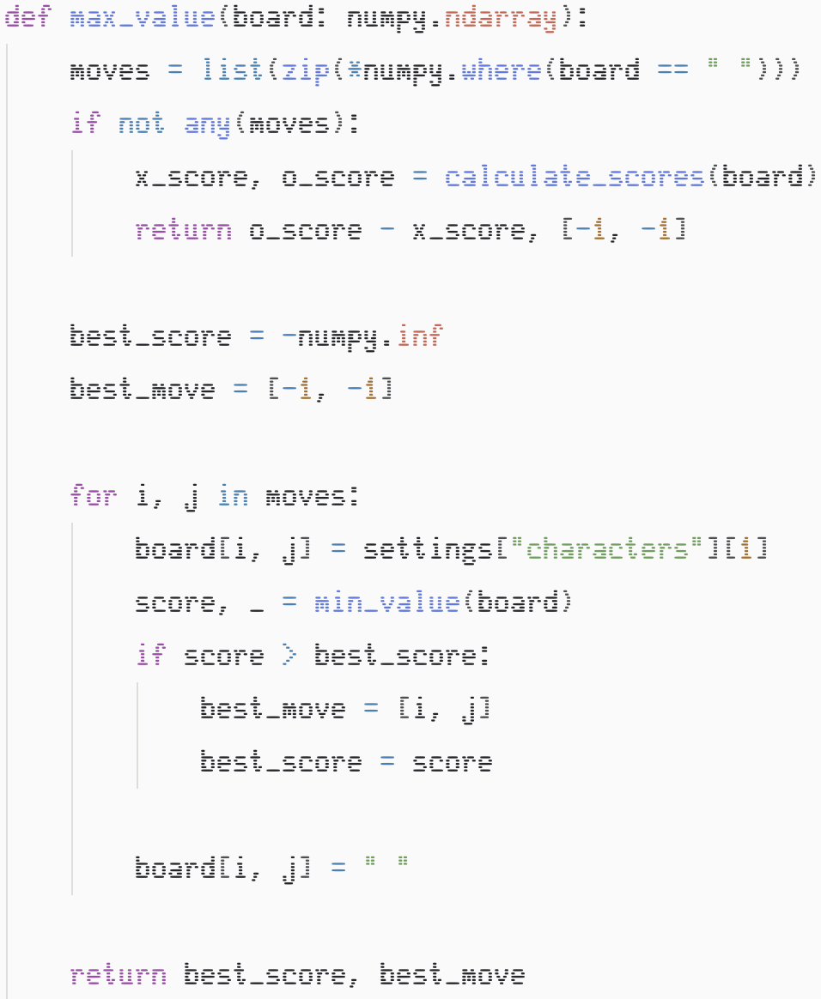 def max_value(board: numpy.ndarray):
    moves = list(zip(*numpy.where(board == " ")))
    if not any(moves):
        x_score, o_score = calculate_scores(board)
        return o_score - x_score, [-1, -1]

    best_score = -numpy.inf
    best_move = [-1, -1]

    for i, j in moves:
        board[i, j] = settings["characters"][1]
        score, _ = min_value(board)
        if score > best_score:
            best_move = [i, j]
            best_score = score

        board[i, j] = " "

    return best_score, best_move